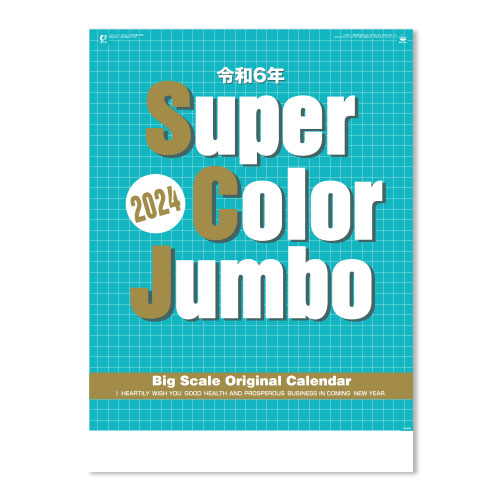 令和6年
Super
2024
Color
Jumbo
Big Scale Original Calendar
I HEARTILY WISH YOU GOOD HEALTH AND PROSPEROUS BUSINESS IN COMING NEW YEAR.